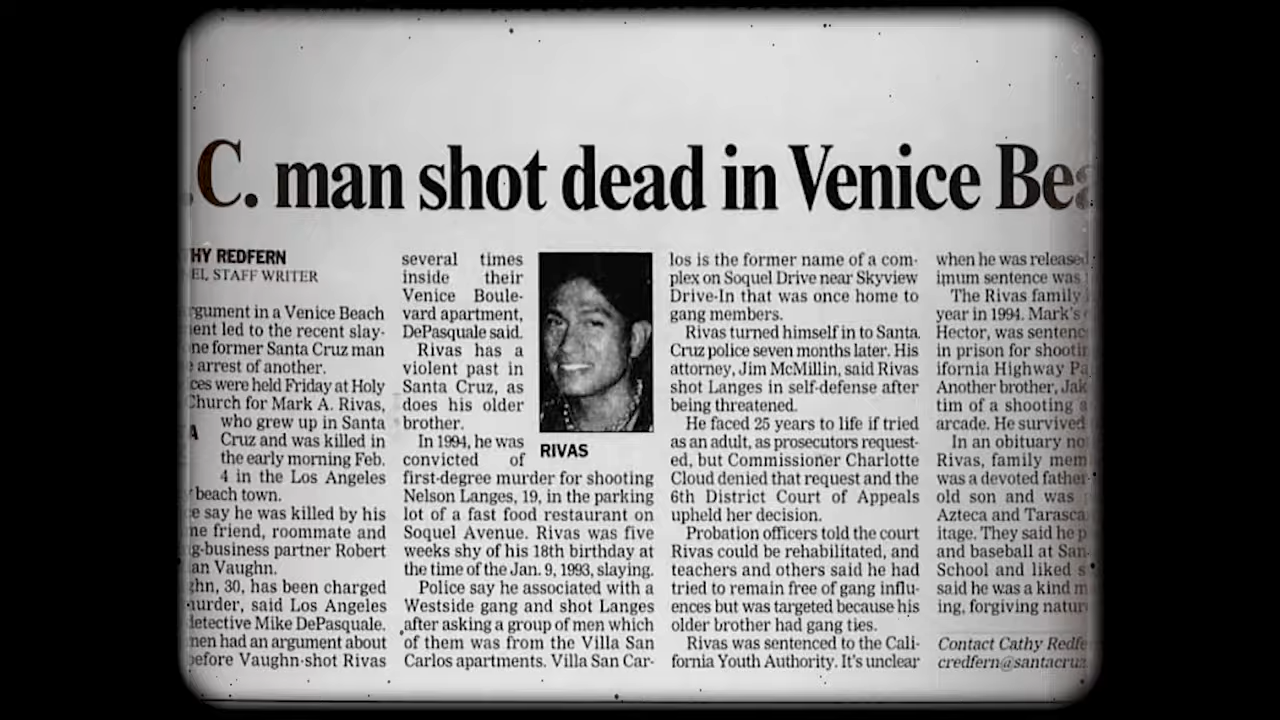 .C. man shot dead in Venice Bea
HY REDFERN
EL STAFF WRITER
rgument in a Venice Beach
ent led to the recent slay-
ne former Santa Cruz man
arrest of another.
ces were held Friday at Holy
Church for Mark A. Rivas,
who grew up in Santa
Cruz and was killed in
the early morning Feb.
4 in the Los Angeles
beach town.
e say he was killed by his
ne friend, roommate and
g-business partner Robert
an Vaughn.
ghn, 30, has been charged
murder, said Los Angeles
detective Mike DePasquale.
men had an argument about
before Vaughn shot Rivas
several times
inside their
Venice Boule-
vard apartment,
DePasquale said.
Rivas has a
violent past in
Santa Cruz, as
does his older
brother.
In 1994, he was
convicted of
first-degree murder for shooting
Nelson Langes, 19, in the parking
lot of a fast food restaurant on
Soquel Avenue. Rivas was five
weeks shy of his 18th birthday at
the time of the Jan. 9, 1993, slaying.
Police say he associated with a
Westside gang and shot Langes
after asking a group of men which
of them was from the Villa San
Carlos apartments. Villa San Car-
RIVAS
los is the former name of a com-
plex on Soquel Drive near Skyview
Drive-In that was once home to
gang members.
Rivas turned himself in to Santa
Cruz police seven months later. His
attorney, Jim McMillin, said Rivas
shot Langes in self-defense after
being threatened.
He faced 25 years to life if tried
as an adult, as prosecutors request-
ed, but Commissioner Charlotte
Cloud denied that request and the
6th District Court of Appeals
upheld her decision.
Probation officers told the court
Rivas could be rehabilitated, and
teachers and others said he had
tried to remain free of gang influ-
ences but was targeted because his
older brother had gang ties.
Rivas was sentenced to the Cali-
fornia Youth Authority. It's unclear
when he was released
imum sentence was
The Rivas family
year in 1994. Mark's
Hector, was sentenc
in prison for shootin
ifornia Highway Pa
Another brother, Jak
tim of a shooting a
arcade. He survived
In an obituary no
Rivas, family mem
was a devoted father
old son and was
Azteca and Tarasca
itage. They said he p
and baseball at San
School and liked s
said he was a kind m
ing, forgiving natur
Contact Cathy Redfe
credfern@santacruz